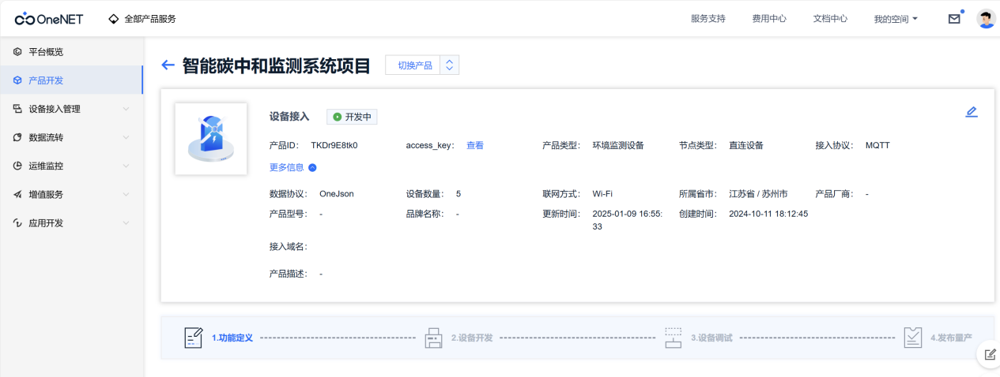 OneNET 全部产品服务 服务支持 费用中心 文档中心 我的空间
平台概览
产品开发
设备接入管理
数据流转
运维监控
增值服务
应用开发
智能碳中和监测系统项目 切换产品
设备接入 开发中
产品ID： TKDr9E8tk0 access_key： 查看 产品类型： 环境监测设备 节点类型： 直连设备 接入协议： MQTT
更多信息
数据协议： OneJson 设备数量： 5 联网方式： Wi-Fi 所属省市： 江苏省 / 苏州市 产品厂商： -
产品型号： - 品牌名称： - 更新时间： 2025-01-09 16:55: 创建时间： 2024-10-11 18:12:45
33
接入域名：
产品描述： -
1.功能定义 2.设备开发 3.设备调试 4.发布量产